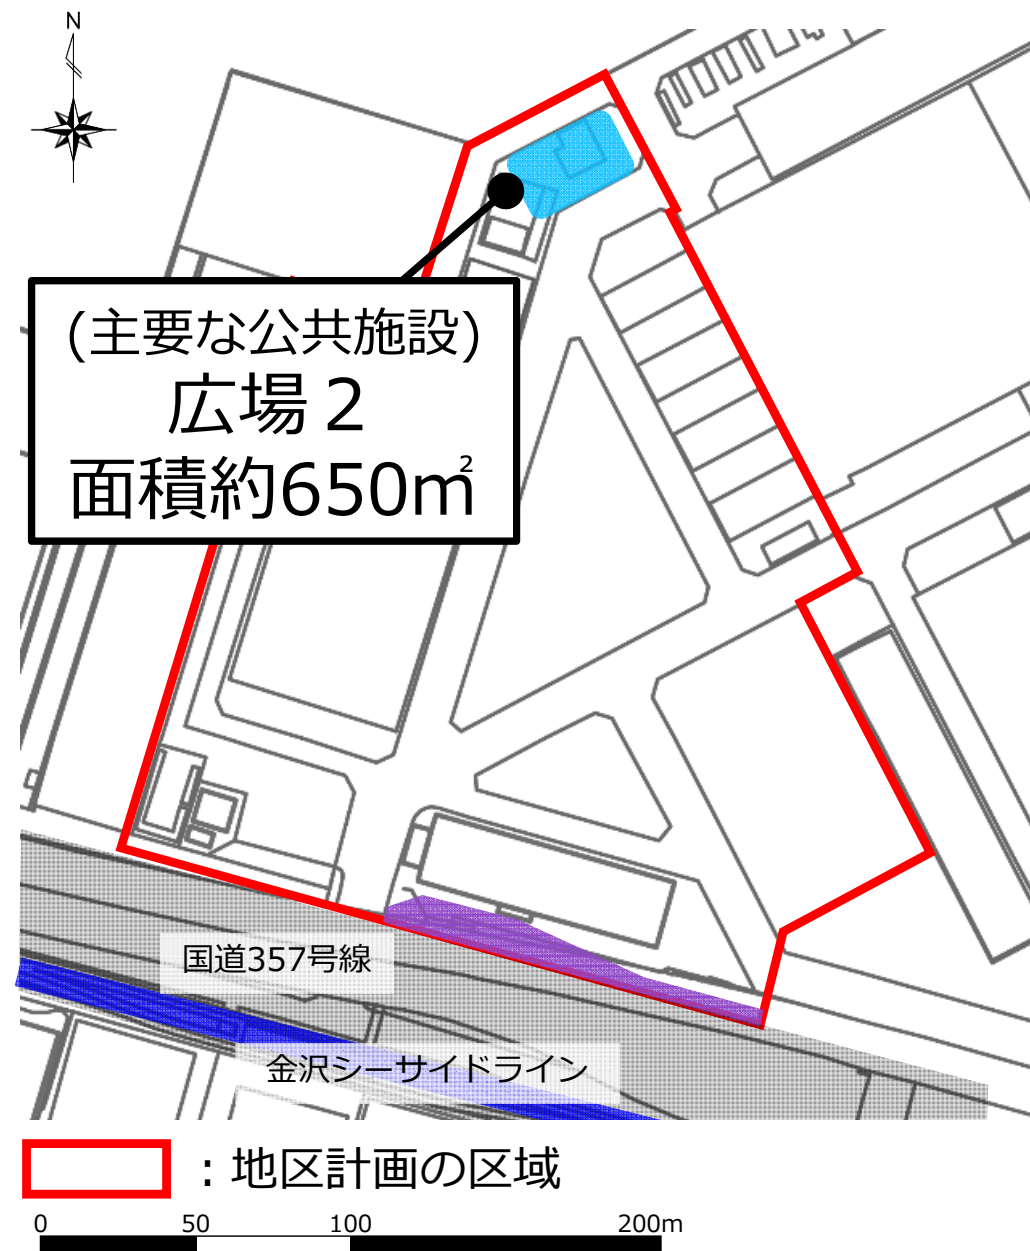 N
(主要な公共施設)
広場２
面積約650㎡
国道357号線
金沢シーサイドライン
：地区計画の区域
0 50 100 200m